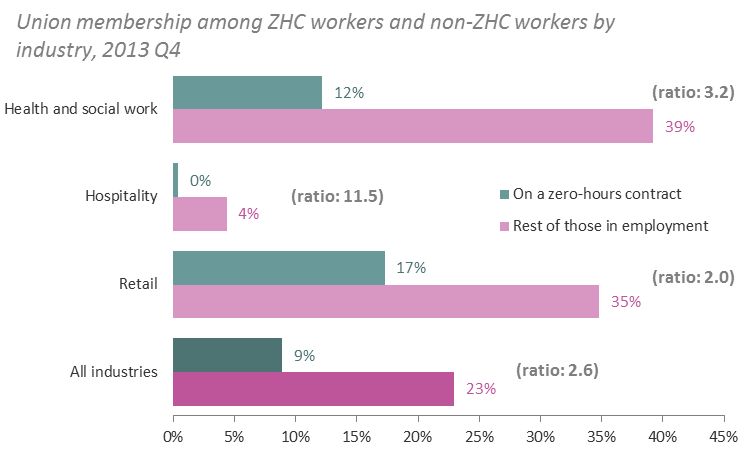 Union membership among ZHC workers and non-ZHC workers by
industry, 2013 Q4
Health and social work
12%
39%
(ratio: 3.2)
Hospitality
0%
4%
(ratio: 11.5)
On a zero-hours contract
Rest of those in employment
Retail
17%
35%
(ratio: 2.0)
All industries
9%
23%
(ratio: 2.6)
0% 5% 10% 15% 20% 25% 30% 35% 40% 45%